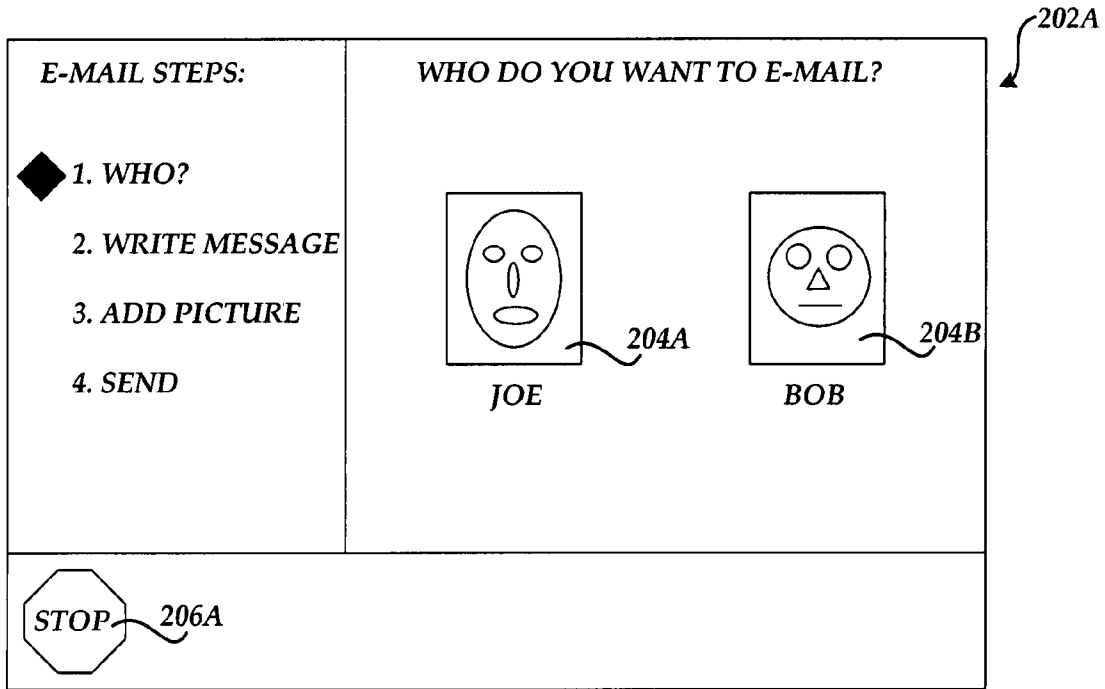 202A
E-MAIL STEPS:
WHO DO YOU WANT TO E-MAIL?
1. WHO?
2. WRITE MESSAGE
3. ADD PICTURE
4. SEND
204A
204B
JOE
BOB
STOP
206A